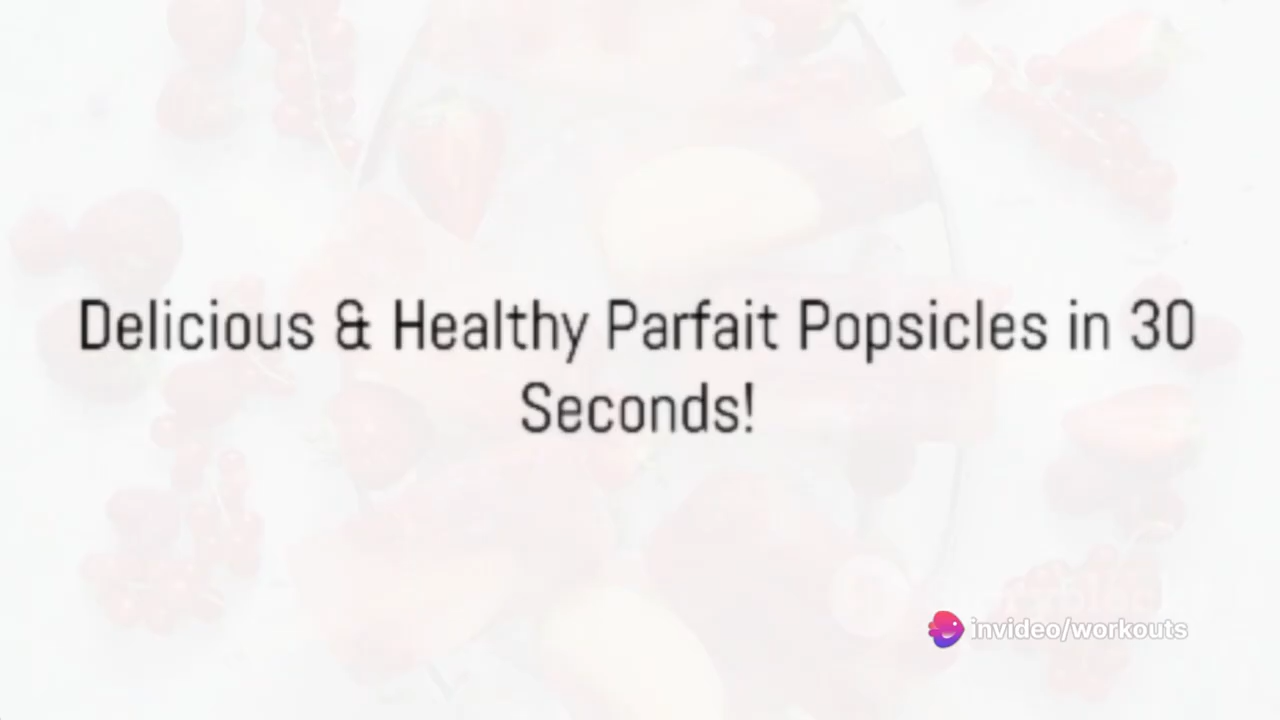 Delicious & Healthy Parfait Popsicles in 30
Seconds!
invideo/workouts